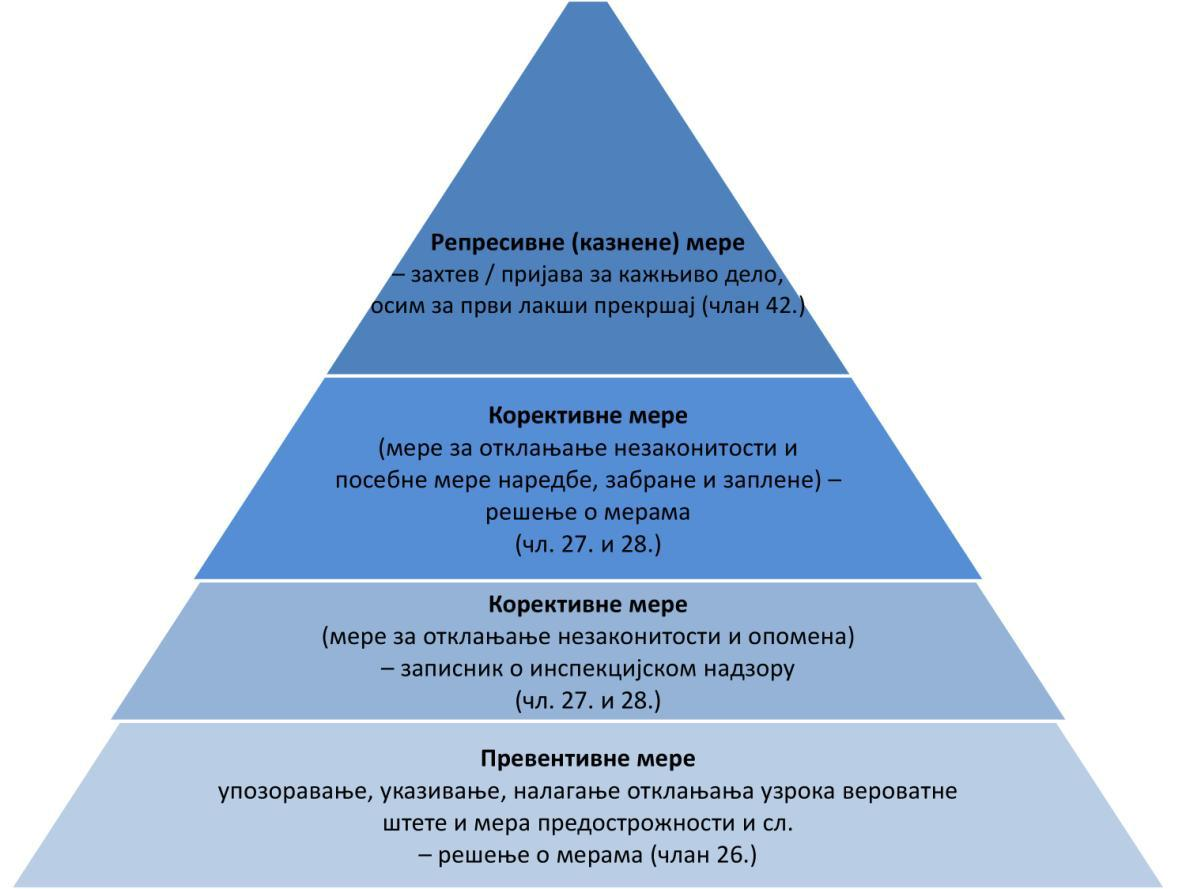 Репресивне (казнене) мере
– захтев / пријава за кажњиво дело,
осим за први лакши прекршај (члан 42.)
Корективне мере
(мере за отклањање незаконитости и
посебне мере наредбе, забране и заплене) –
решење о мерама
(чл. 27. и 28.)
Корективне мере
(мере за отклањање незаконитости и опомена)
– записник о инспекцијском надзору
(чл. 27. и 28.)
Превентивне мере
упозоравање, указивање, налагање отклањања узрока вероватне
штете и мера предострожности и сл.
– решење о мерама (члан 26.)